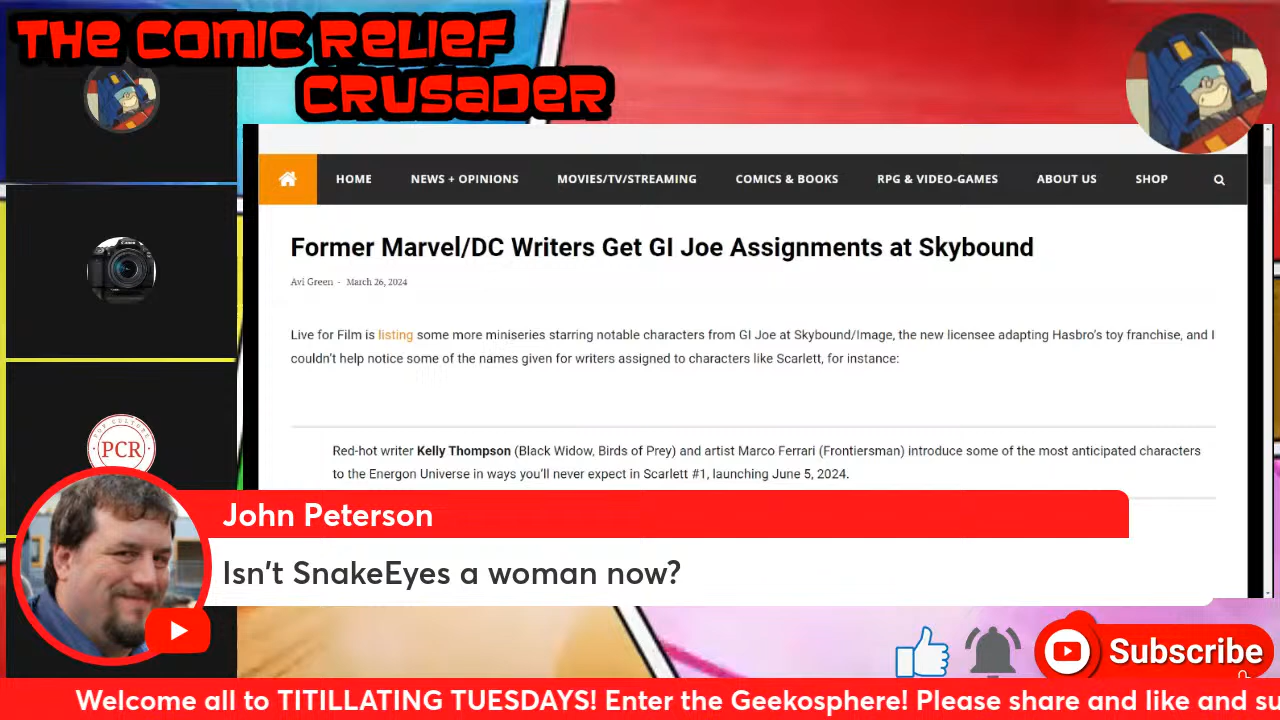 THE COMIC RELIEF
CRUSADER
HOME NEWS + OPINIONS MOVIES/TV/STREAMING COMICS & BOOKS RPG & VIDEO-GAMES ABOUT US SHOP
Former Marvel/DC Writers Get GI Joe Assignments at Skybound
Avi Green - March 26, 2024
Live for Film is listing some more miniseries starring notable characters from GI Joe at Skybound/Image, the new licensee adapting Hasbro's toy franchise, and I
couldn't help notice some of the names given for writers assigned to characters like Scarlett, for instance:
Red-hot writer Kelly Thompson (Black Widow, Birds of Prey) and artist Marco Ferrari (Frontiersman) introduce some of the most anticipated characters
to the Energon Universe in ways you'll never expect in Scarlett #1, launching June 5, 2024.
POP CULTURE
PCR
John Peterson
Isn't SnakeEyes a woman now?
Subscribe
Welcome all to TITILLATING TUESDAYS! Enter the Geekosphere! Please share and like and su